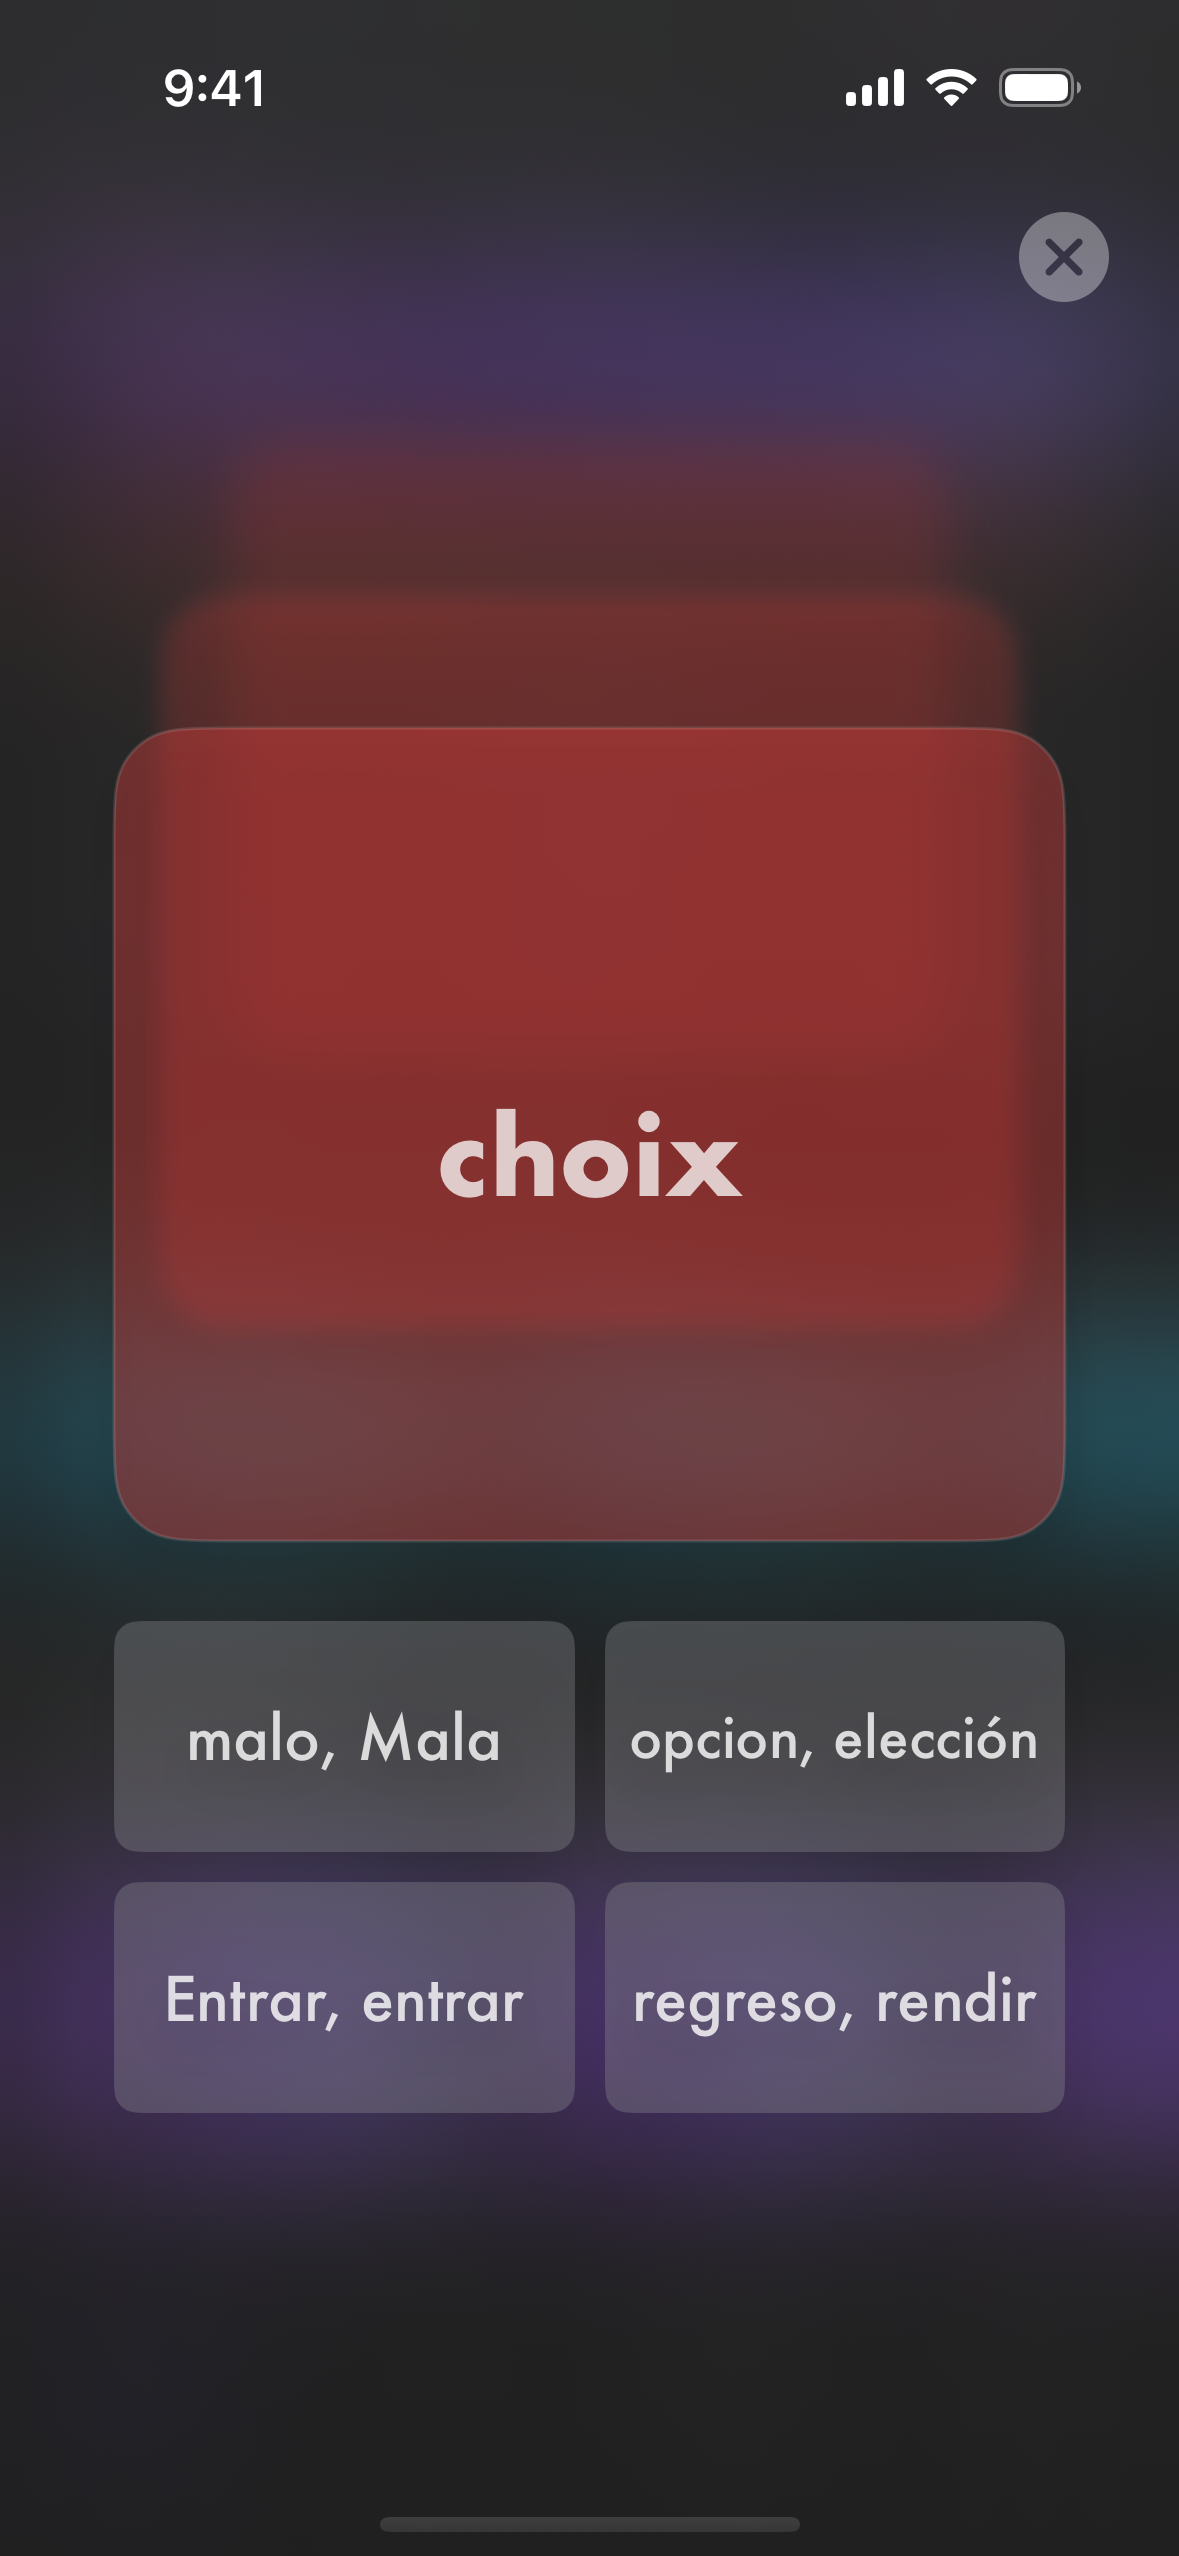 9:41
choix
malo, Mala
opcion, elección
Entrar, entrar
regreso, rendir